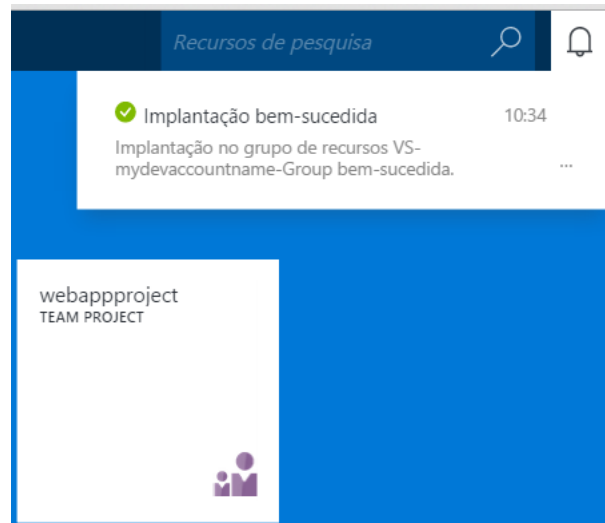 Recursos de pesquisa
Implantação bem-sucedida 10:34
Implantação no grupo de recursos VS-
mydevaccountname-Group bem-sucedida.
...
webappproject
TEAM PROJECT